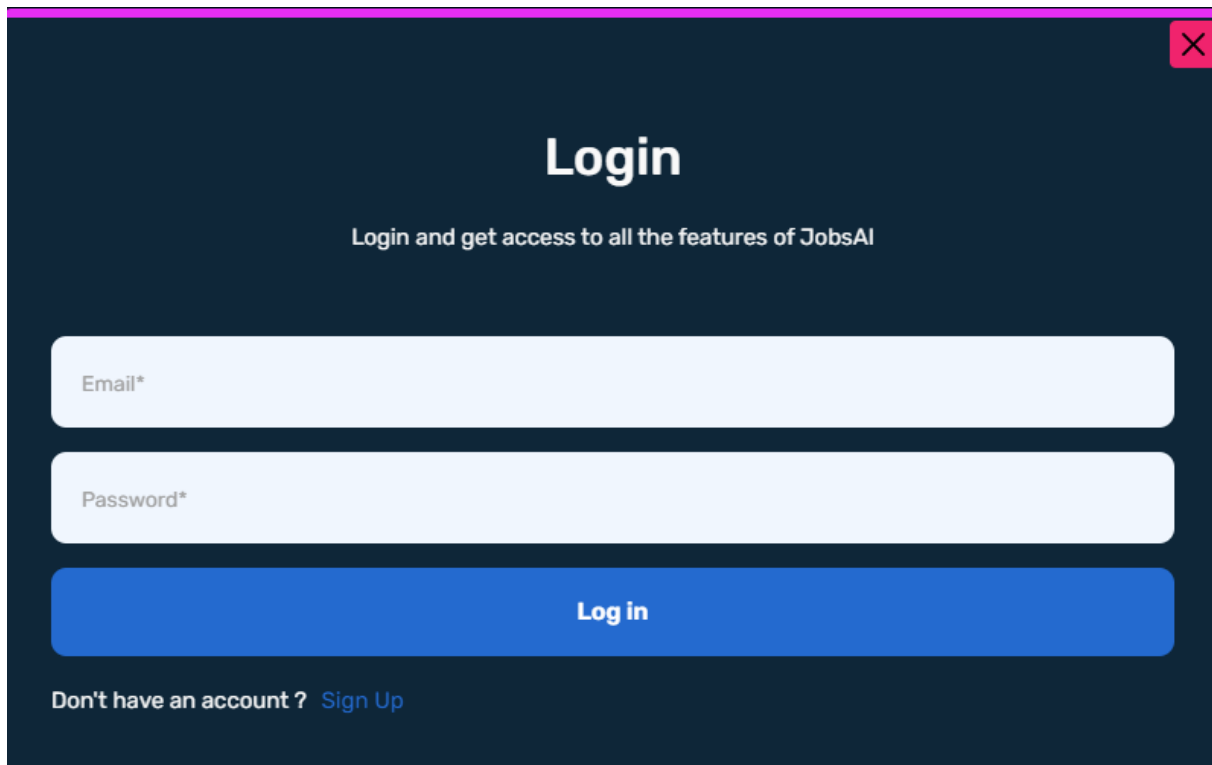 Login
Login and get access to all the features of JobsAI
Email*
Password*
Log in
Don't have an account ? Sign Up